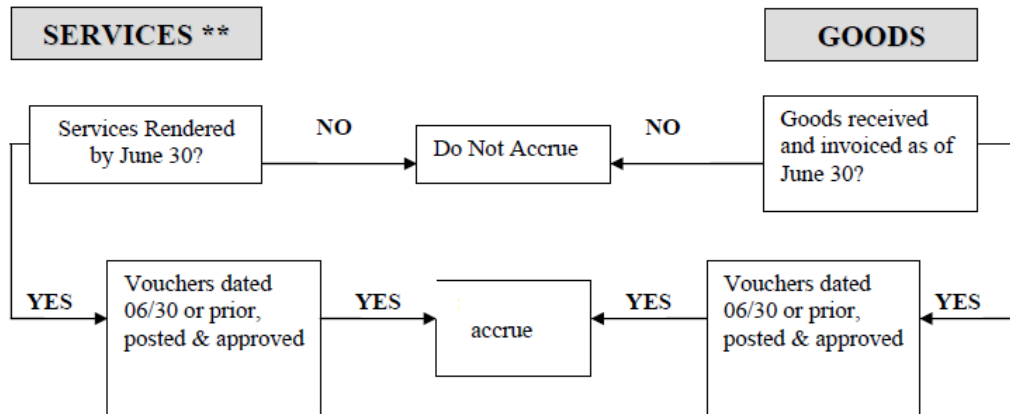 SERVICES **
GOODS
Services Rendered
by June 30?
NO
Do Not Accrue
NO
Goods received
and invoiced as of
June 30?
YES
Vouchers dated
06/30 or prior,
posted & approved
YES
accrue
YES
Vouchers dated
06/30 or prior,
posted & approved
YES